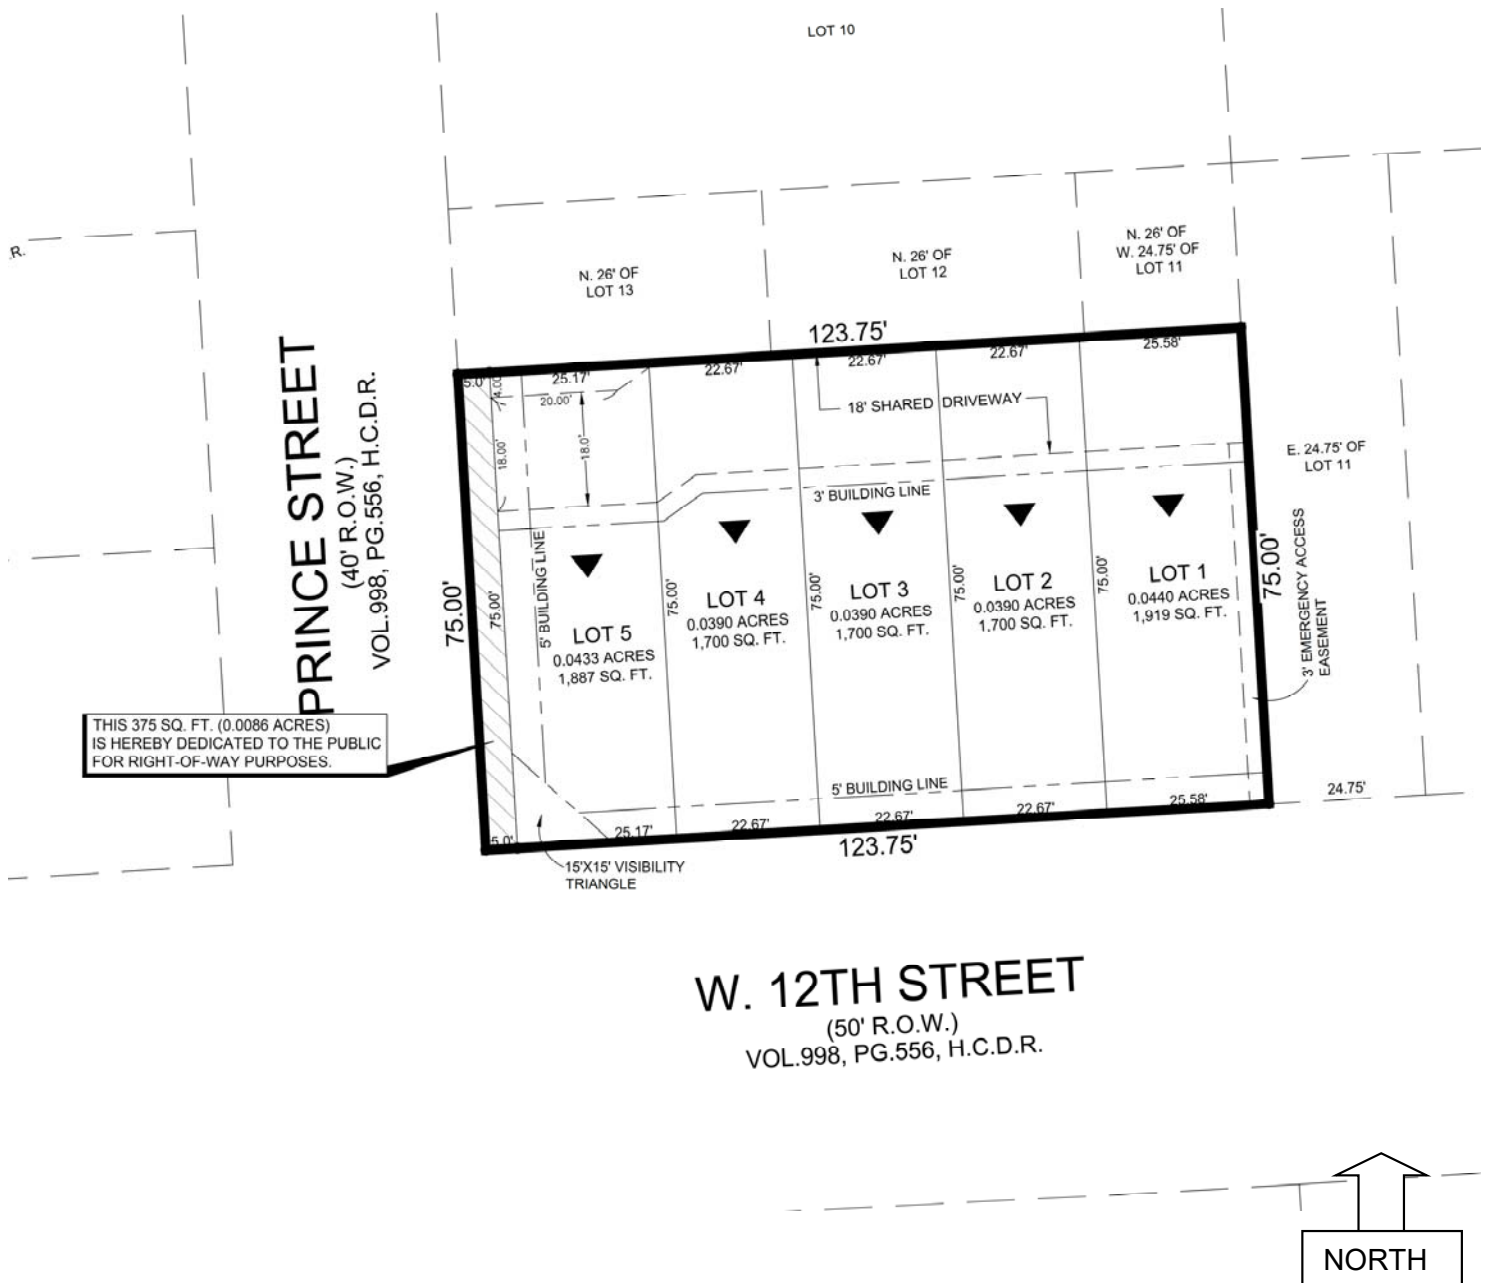 LOT 10
.R.
N. 26' OF
LOT 13
N. 26' OF
LOT 12
N. 26' OF
W. 24.75' OF
LOT 11
123.75'
5.0'
4.00'
25.17'
22.67'
22.67'
22.67'
25.58'
20.00'
18.00'
18.0'
18' SHARED DRIVEWAY
E. 24.75' OF
LOT 11
3' BUILDING LINE
PRINCE STREET
(40' R.O.W.)
VOL.998, PG.556, H.C.D.R.
75.00'
75.00'
5' BUILDING LINE
LOT 5
0.0433 ACRES
1,887 SQ. FT.
75.00'
LOT 4
0.0390 ACRES
1,700 SQ. FT.
75.00'
LOT 3
0.0390 ACRES
1,700 SQ. FT.
75.00'
LOT 2
0.0390 ACRES
1.700 SQ. FT.
75.00'
LOT 1
0.0440 ACRES
1,919 SQ. FT.
75.00'
3' EMERGENCY ACCESS
EASEMENT
THIS 375 SQ. FT. (0.0086 ACRES)
IS HEREBY DEDICATED TO THE PUBLIC
FOR RIGHT-OF-WAY PURPOSES.
5' BUILDING LINE
5.0'
25.17'
22.67'
22.67'
22.67'
25.58'
24.75'
123.75'
15'X15' VISIBILITY
TRIANGLE
W. 12TH STREET
(50' R.O.W.)
VOL.998, PG.556, H.C.D.R.
NORTH